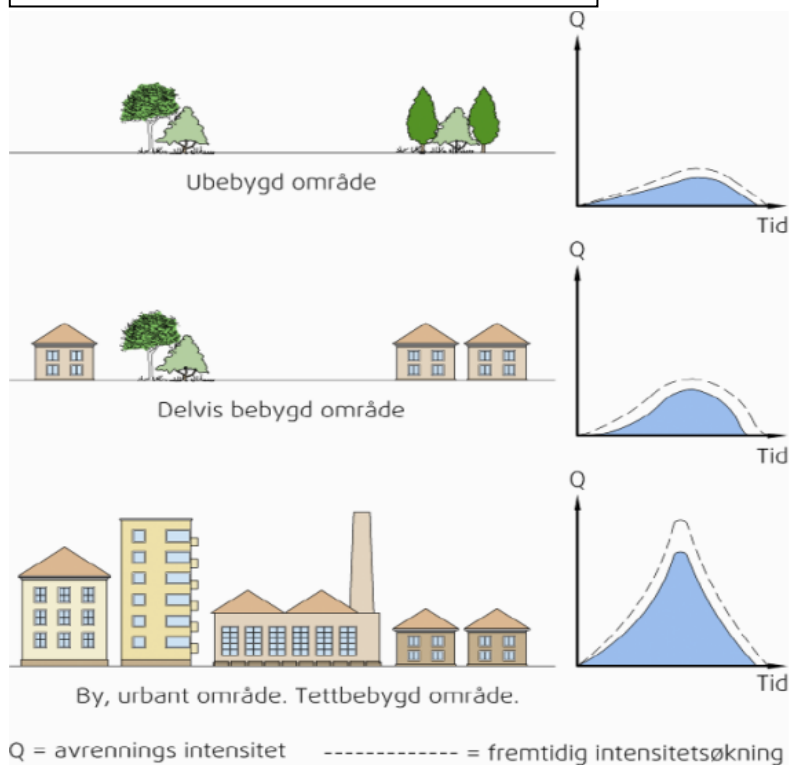 Q
Ubebygd område
Tid
Q
Delvis bebygd område
Tid
Q
Tid
By, urbant område. Tettbebygd område.
Q = avrennings intensitet ------------- = fremtidig intensitetsøkning